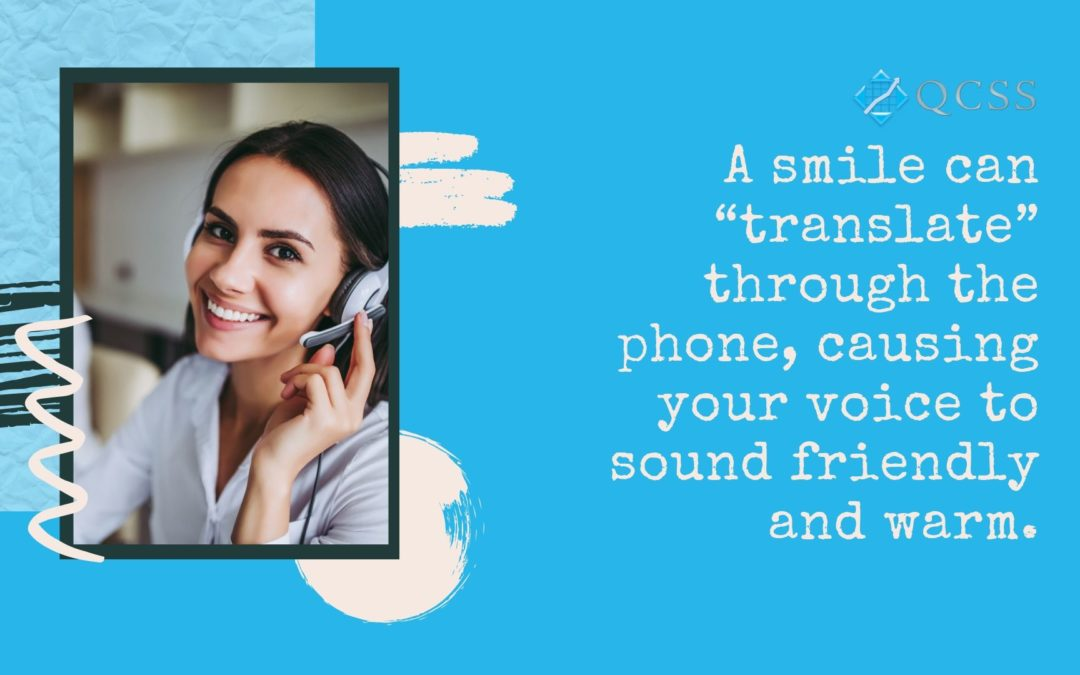 QCSS
A smile can
“translate”
through the
phone, causing
your voice to
sound friendly
and warm.